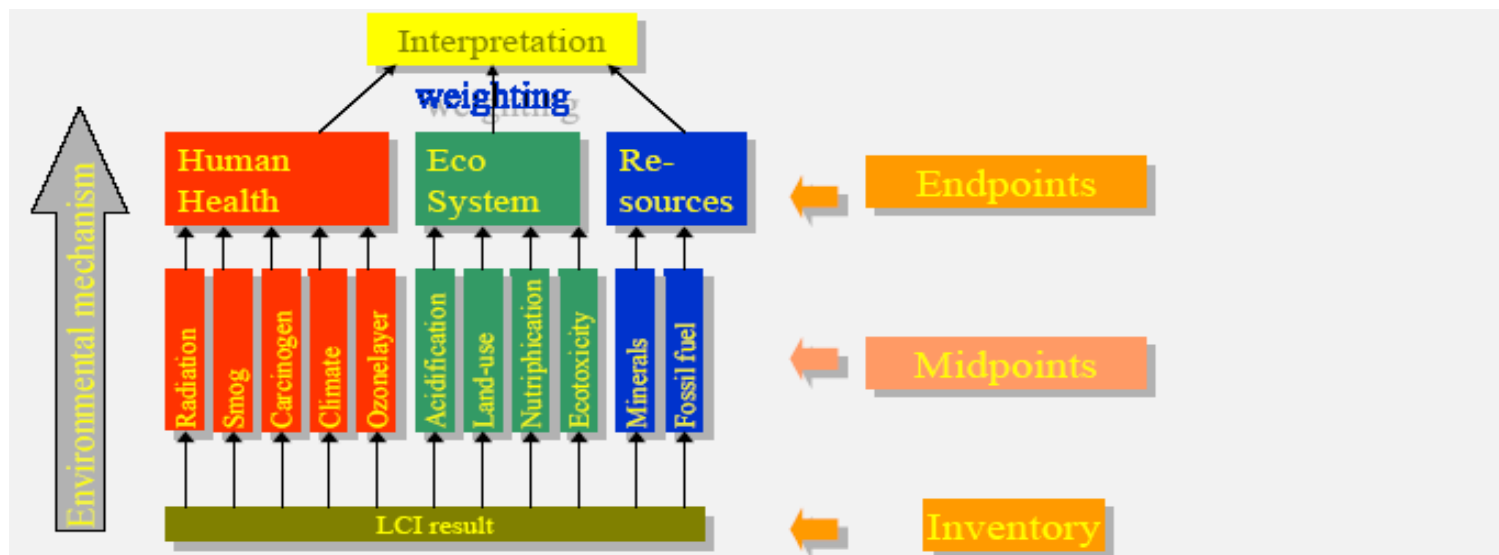 Interpretation
weighting
Human
Health
Eco
System
Re-
sources
Endpoints
Environmental mechanism
Radiation
Smog
Carcinogen
Climate
Ozonelayer
Acidification
Land-use
Nutriphication
Ecotoxicity
Minerals
Fossil fuel
Midpoints
LCI result
Inventory